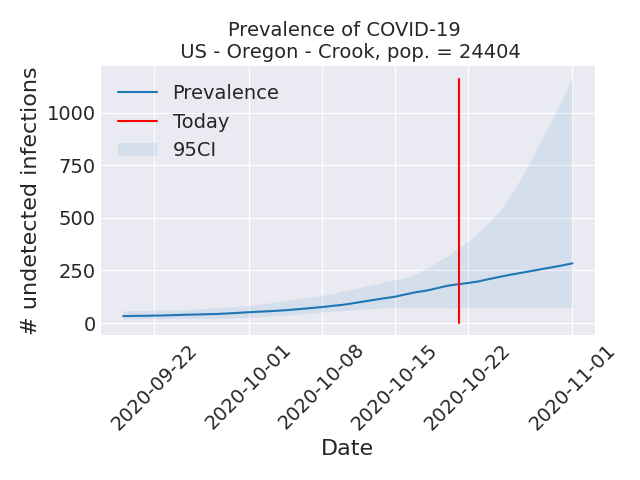 Prevalence of COVID-19
US - Oregon - Crook, pop. = 24404
# undetected infections
1000
750
500
250
0
Prevalence
Today
95CI
2020-09-22
2020-10-01
2020-10-08
2020-10-15
2020-10-22
2020-11-01
Date